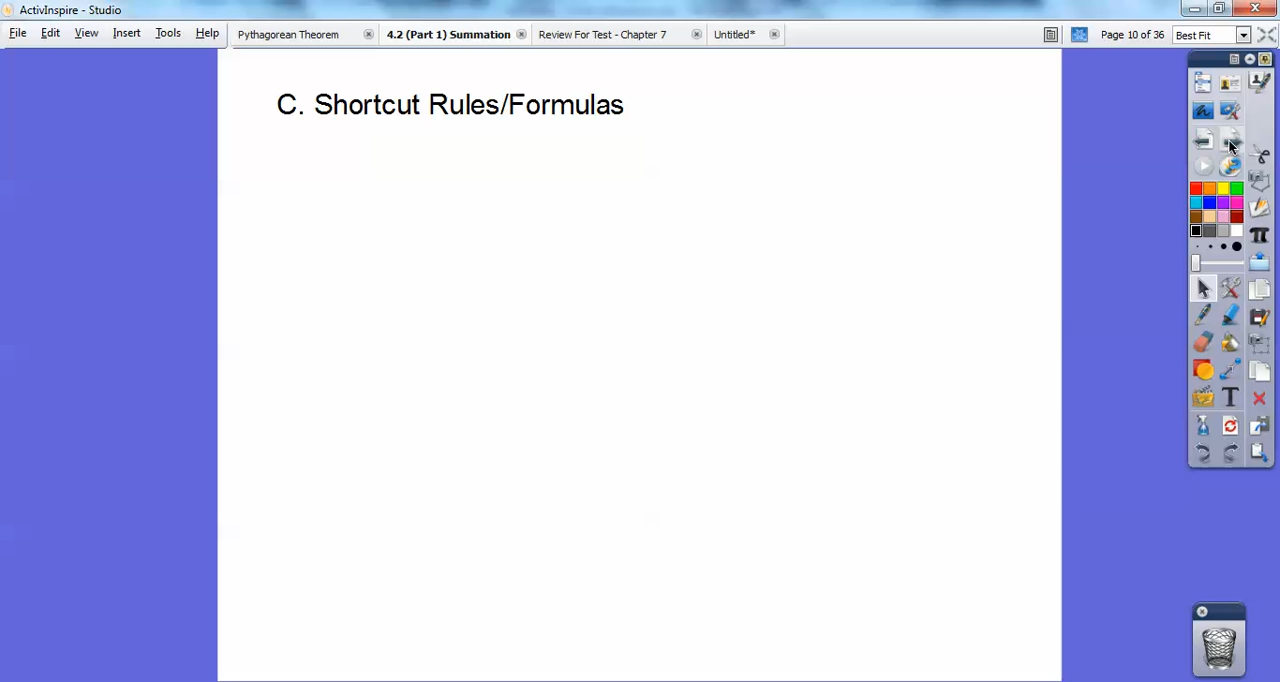 ActivInspire - Studio
File Edit View Insert Tools Help
Pythagorean Theorem 4.2 (Part 1) Summation Review For Test - Chapter 7 Untitled*
Page 10 of 36 Best Fit
C. Shortcut Rules/Formulas
T